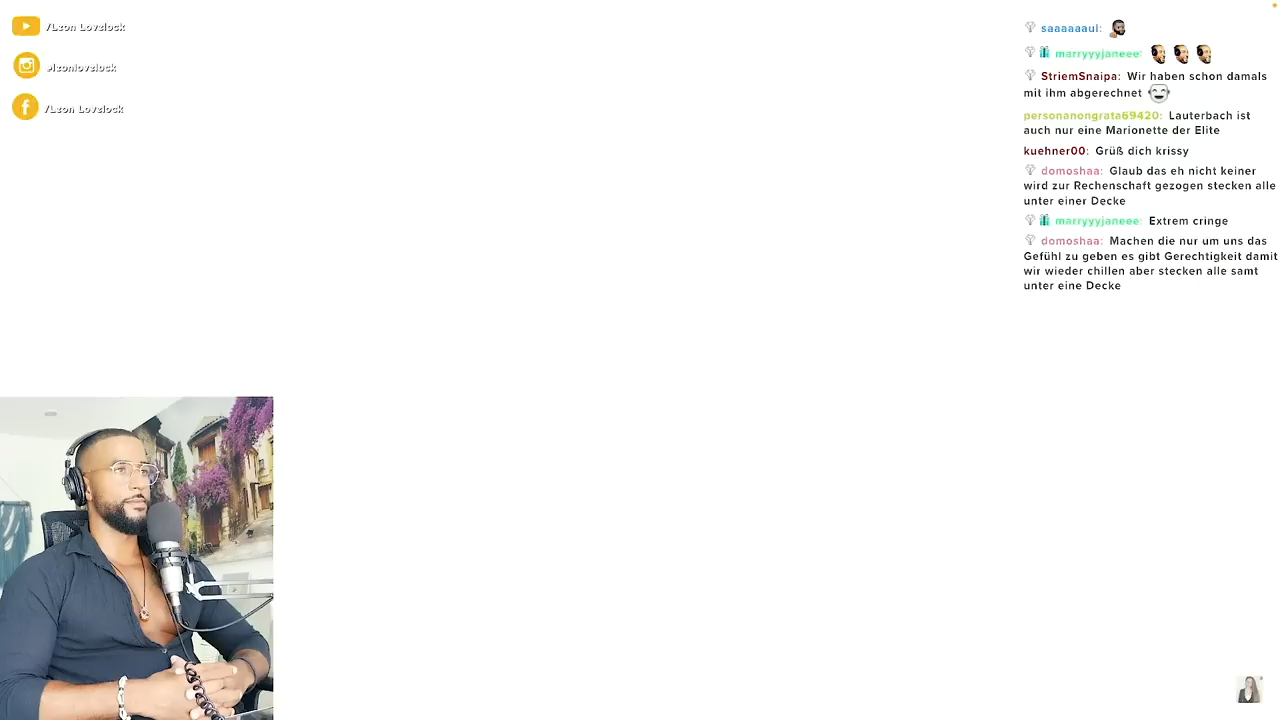 /Leon Lovelock
#leonlovelock
/Leon Lovelock
saaaaaaul:
marryyyjaneee:
StriemSnaipa: Wir haben schon damals
mit ihm abgerechnet
personanongrata69420: Lauterbach ist
auch nur eine Marionette der Elite
kuehner00: Grüß dich krissy
domoshaa: Glaub das eh nicht keiner
wird zur Rechenschaft gezogen stecken alle
unter einer Decke
marryyyjaneee: Extrem cringe
domoshaa: Machen die nur um uns das
Gefühl zu geben es gibt Gerechtigkeit damit
wir wieder chillen aber stecken alle samt
unter eine Decke